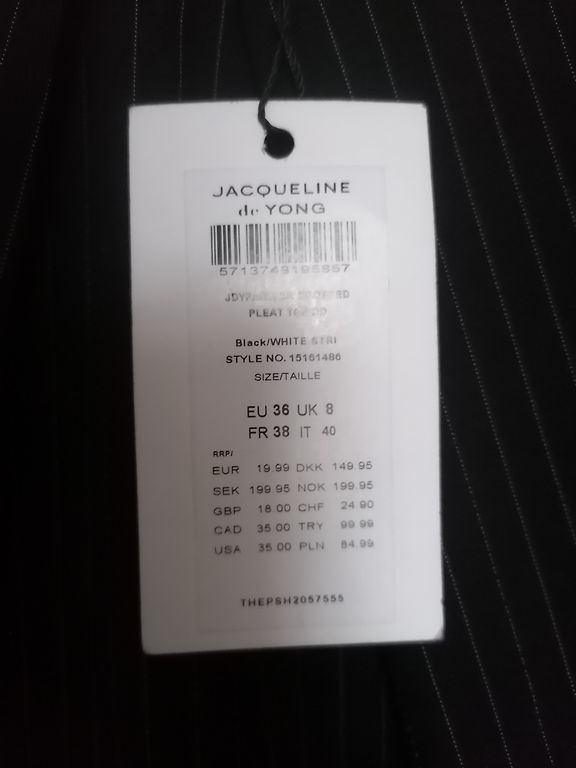 JACQUELINE
de YONG
CROPPED
PLEAT
Black/WHITE STRI
STYLE NO. 15161486
SIZE/TAILLE
EU 36 UK 8
FR 38 IT 40
RRP/
EUR 19.99 DKK 149.95
SEK 199.95 NOK 199.95
GBP 18.00 CHF 24.90
CAD 35.00 TRY 99.99
USA 35.00 PLN 84.99
THEPSH2057555